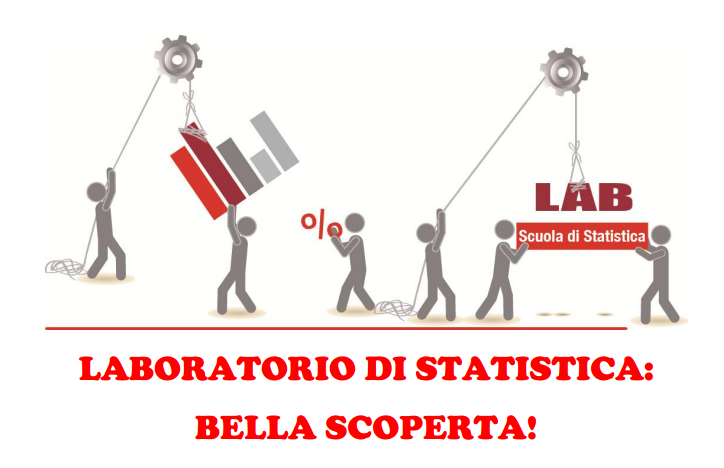 %
LAB
Scuola di Statistica
LABORATORIO DI STATISTICA:
BELLA SCOPERTA!